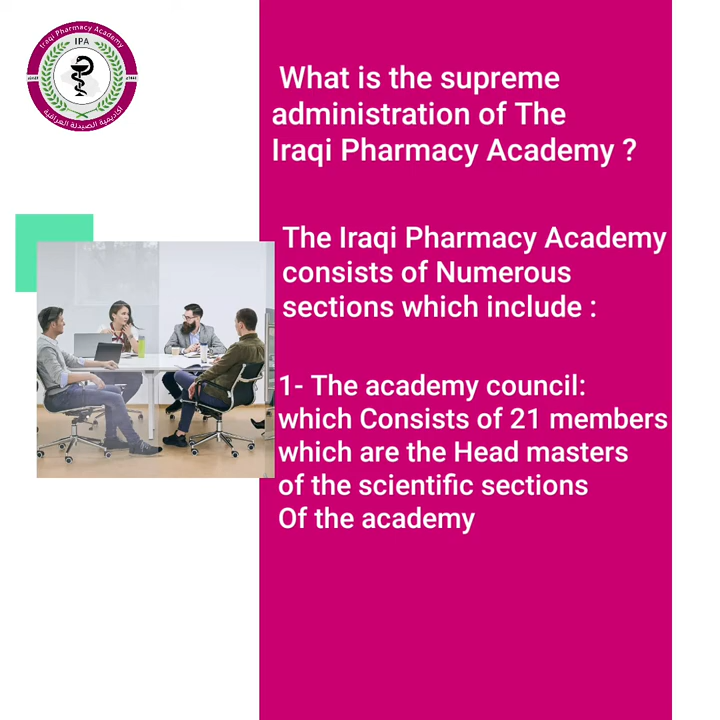 Iraqi Pharmacy Academy
IPA
أكاديمية الصيدلة العراقية
What is the supreme
administration of The
Iraqi Pharmacy Academy ?
The Iraqi Pharmacy Academy
consists of Numerous
sections which include :
1- The academy council:
which Consists of 21 members
which are the Head masters
of the scientific sections
Of the academy